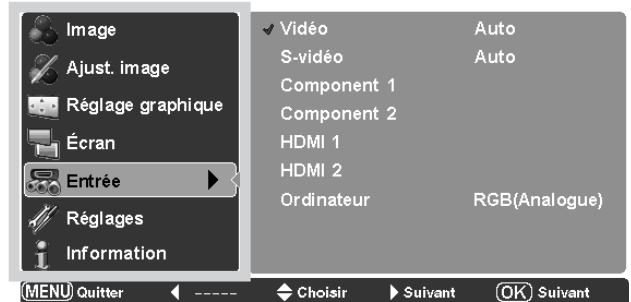 Image
Ajust. image
Réglage graphique
Écran
Entrée
Réglages
Information
Vidéo Auto
S-vidéo Auto
Component 1
Component 2
HDMI 1
HDMI 2
Ordinateur RGB(Analogue)
MENU Quitter ----- Choisir Suivant OK Suivant